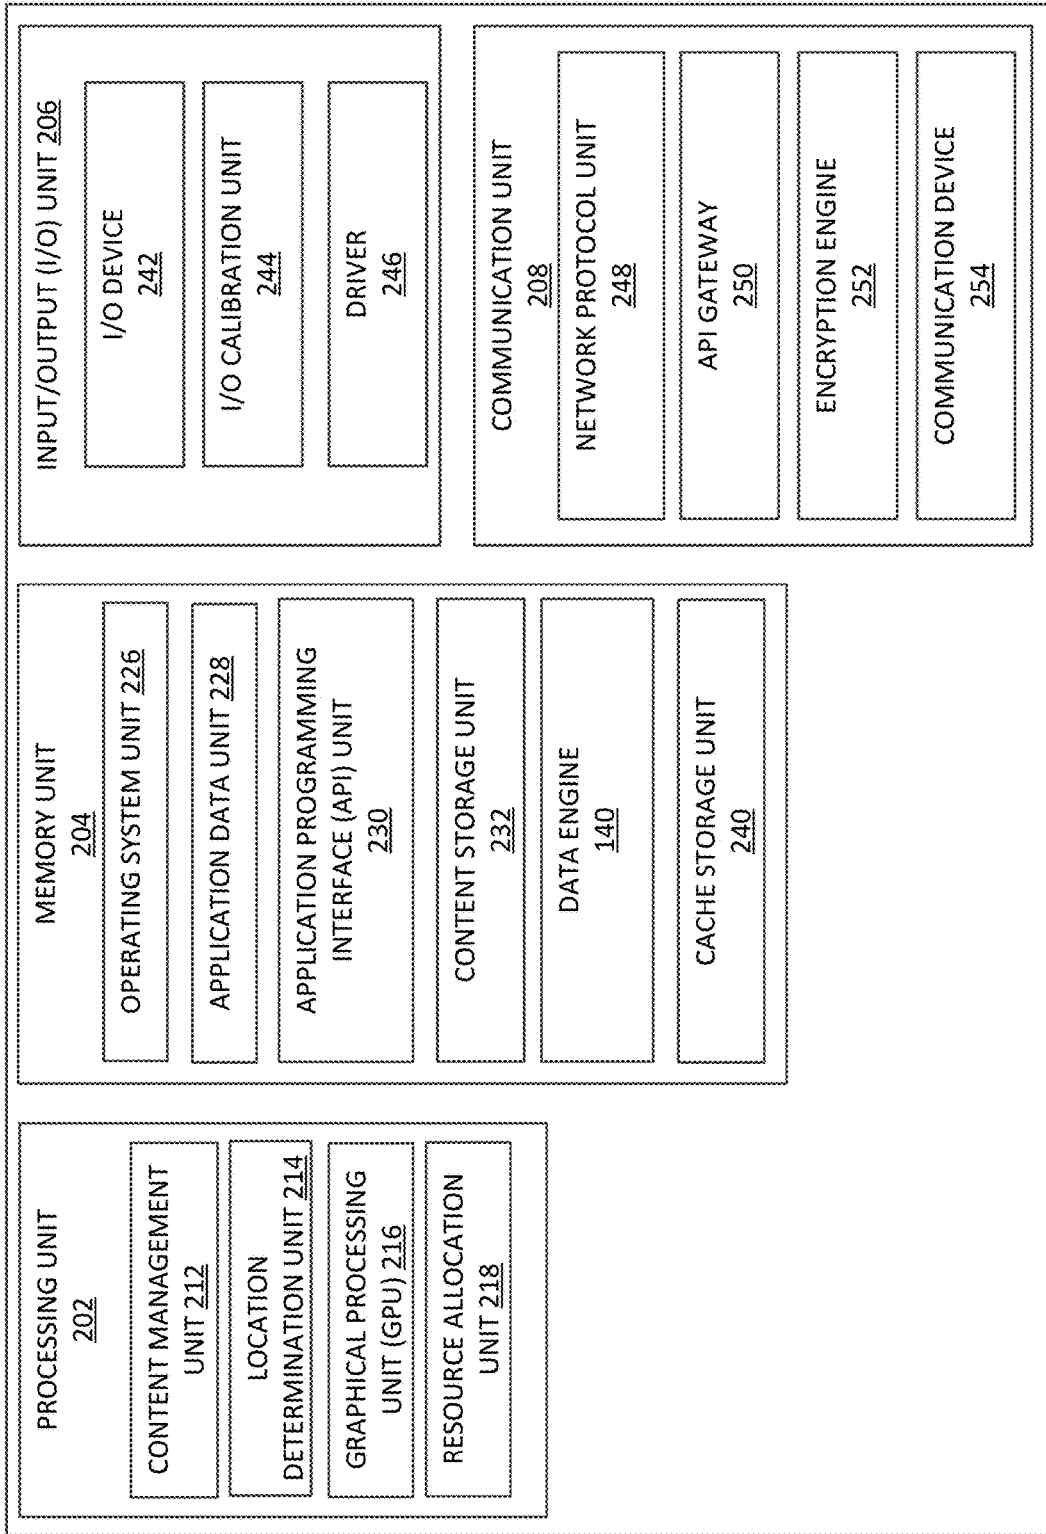 PROCESSING UNIT
202
CONTENT MANAGEMENT
UNIT 212
LOCATION
DETERMINATION UNIT 214
GRAPHICAL PROCESSING
UNIT (GPU) 216
RESOURCE ALLOCATION
UNIT 218
MEMORY UNIT
204
OPERATING SYSTEM UNIT 226
APPLICATION DATA UNIT 228
APPLICATION PROGRAMMING
INTERFACE (API) UNIT
230
CONTENT STORAGE UNIT
232
DATA ENGINE
140
CACHE STORAGE UNIT
240
INPUT/OUTPUT (I/O) UNIT 206
I/O DEVICE
242
I/O CALIBRATION UNIT
244
DRIVER
246
COMMUNICATION UNIT
208
NETWORK PROTOCOL UNIT
248
API GATEWAY
250
ENCRYPTION ENGINE
252
COMMUNICATION DEVICE
254